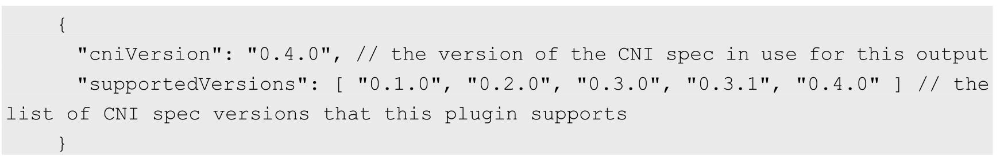 {
"cniVersion": "0.4.0", // the version of the CNI spec in use for this output
"supportedVersions": [ "0.1.0", "0.2.0", "0.3.0", "0.3.1", "0.4.0" ] // the
list of CNI spec versions that this plugin supports
}